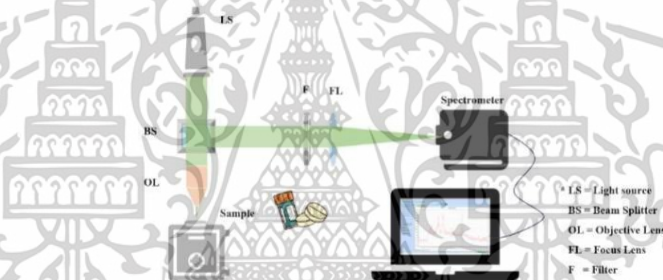 LS
F FL
Spectrometer
BS
OL
Sample
* LS = Light source
BS = Beam Splitter
OL = Objective Lens
FL = Focus Lens
F = Filter